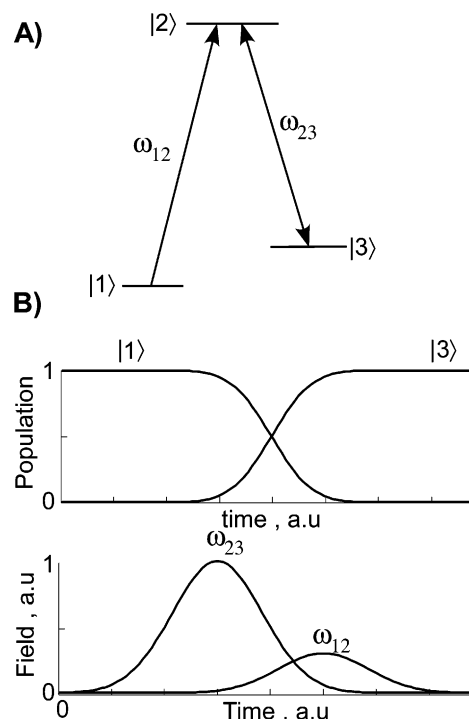 A)
|2⟩
ω12
ω23
|3⟩
|1⟩
B)
|1⟩ |3⟩
1
Population
0
time , a.u
ω23
1
Field , a.u
ω12
0
0 Time , a.u